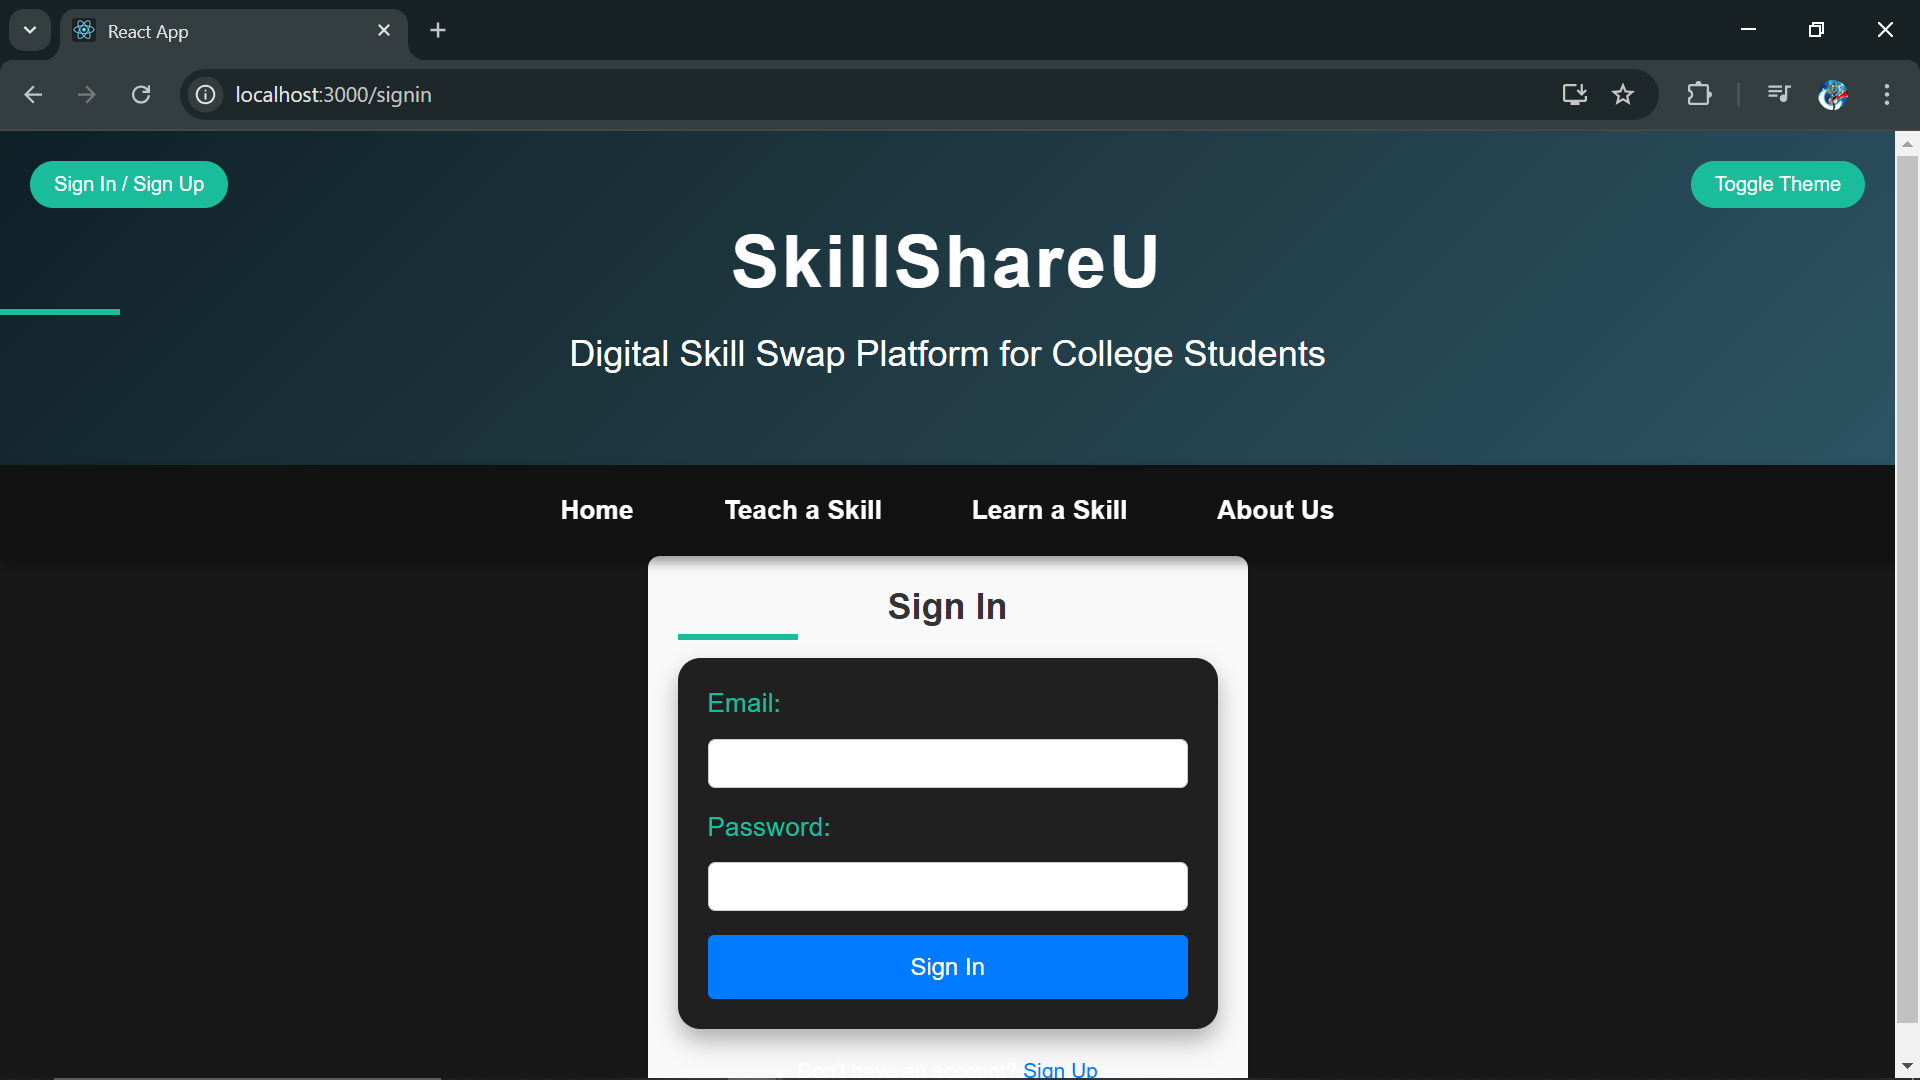 React App
localhost:3000/signin
Sign In / Sign Up
Toggle Theme
SkillShareU
Digital Skill Swap Platform for College Students
Home
Teach a Skill
Learn a Skill
About Us
Sign In
Email:
Password:
Sign In
Don't have an account? Sign Up